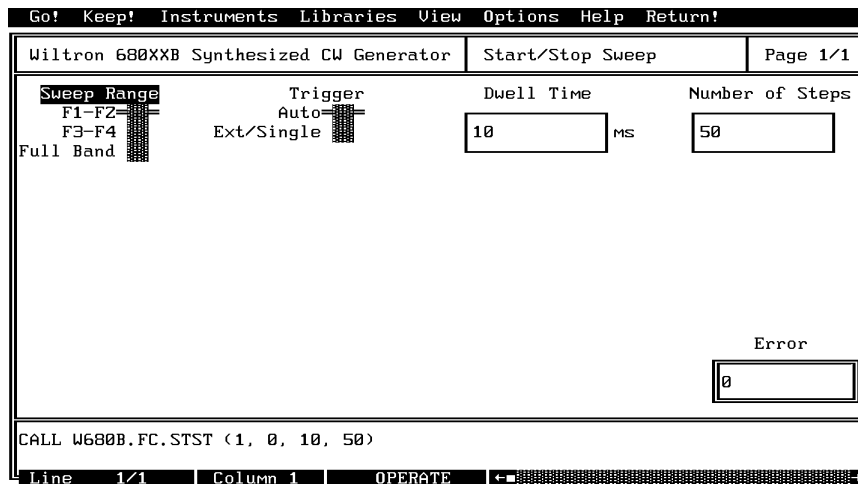 Go! Keep! Instruments Libraries View Options Help Return!
Wiltron 680XXB Synthesized CW Generator Start/Stop Sweep Page 1/1
Sweep Range Trigger Dwell Time Number of Steps
F1-F2 Auto
F3-F4 Ext/Single 10 ms 50
Full Band
Error
0
CALL W680B.FC.STST (1, 0, 10, 50)
Line 1/1 Column 1 OPERATE